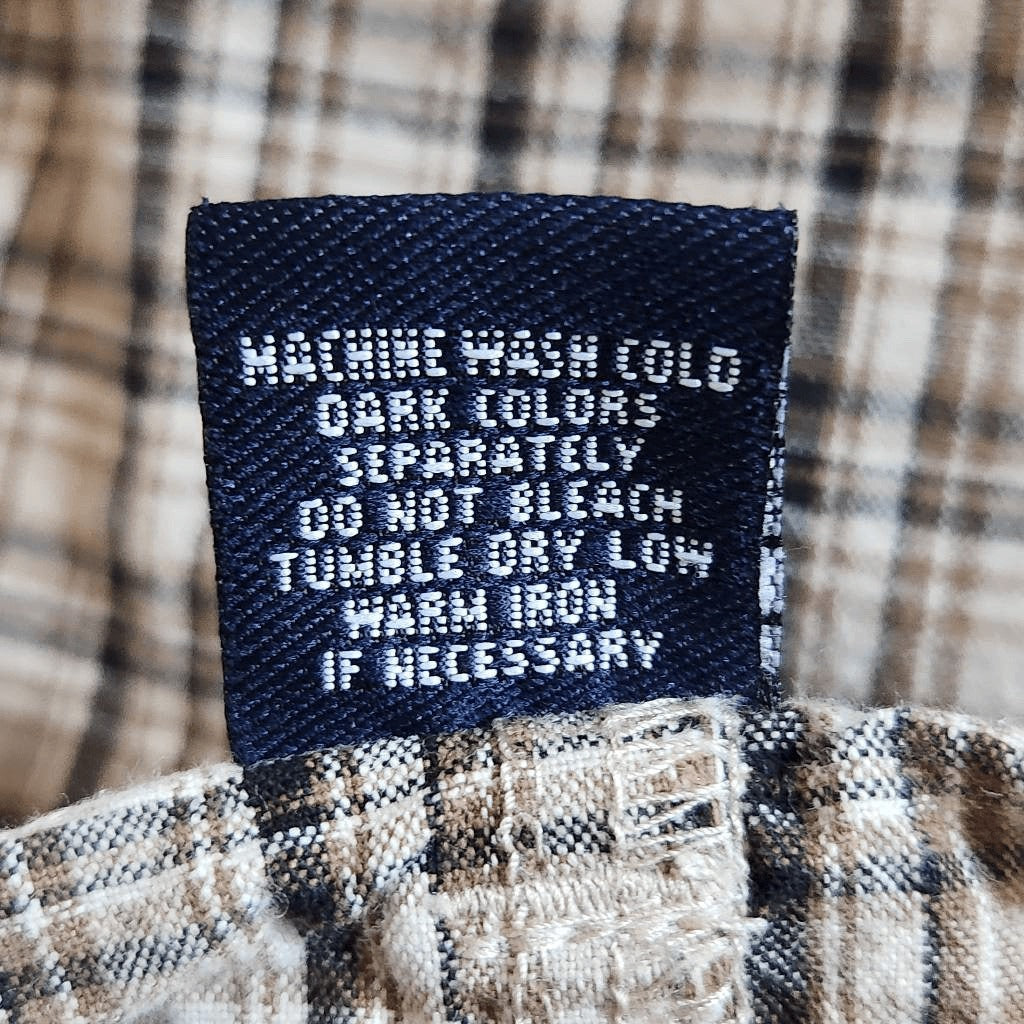 MACHINE WASH COLD
DARK COLORS
SEPARATELY
DO NOT BLEACH
TUMBLE DRY LOW
WARM IRON
IF NECESSARY